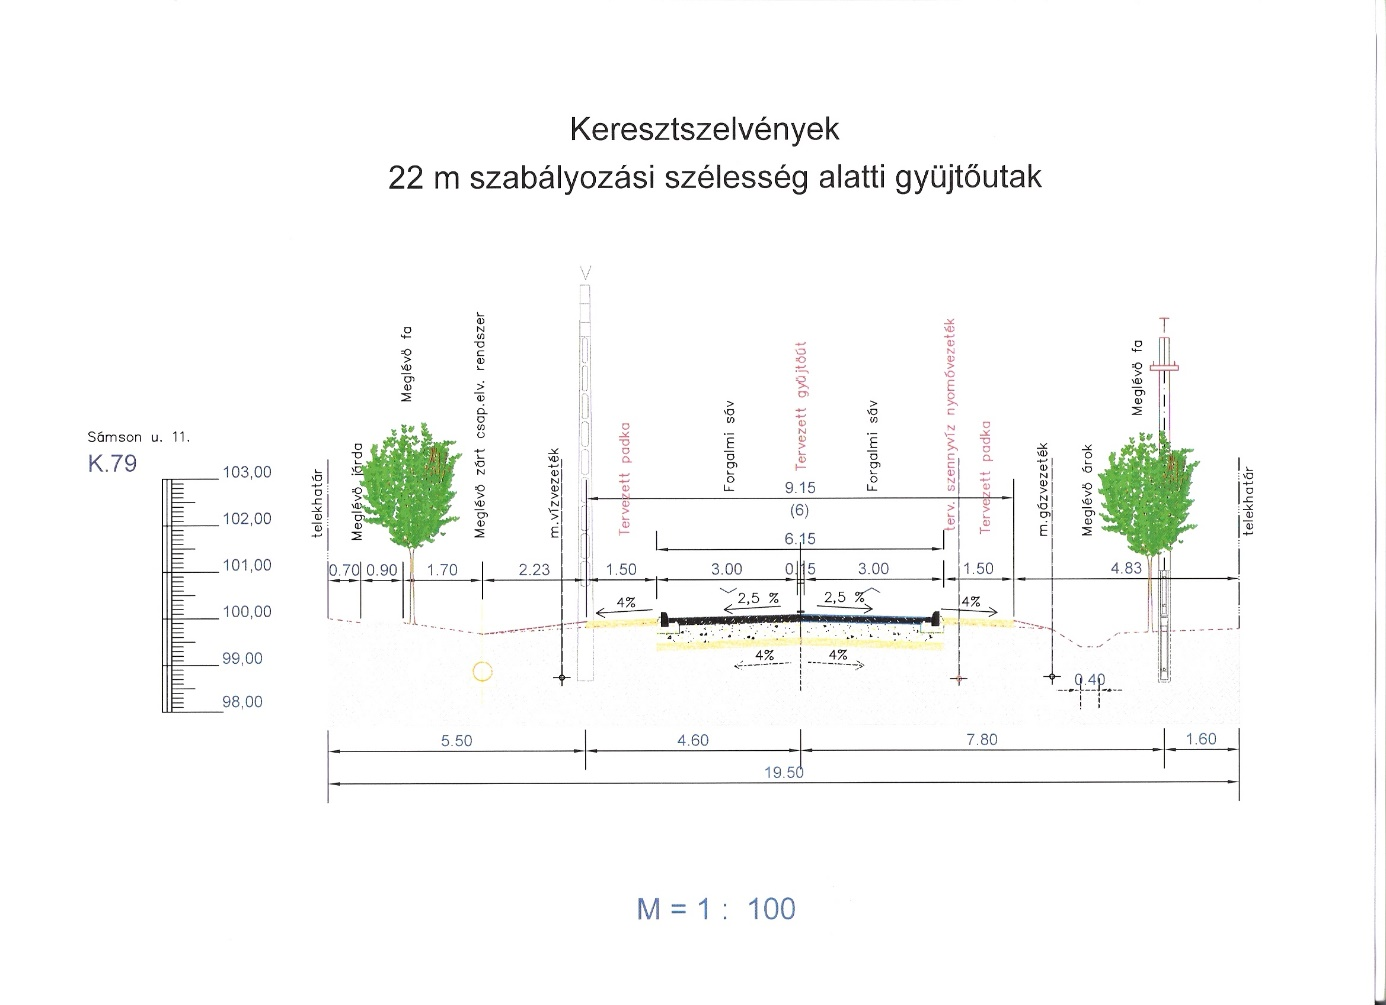 Keresztszelvények
22 m szabályozási szélesség alatti gyüjtőutak
Sámson u. 11.
K.79
103,00
102,00
101,00
100,00
99,00
98,00
telekhatár
Meglévő járda
Meglévő fa
Meglévő zárt csap.elv. rendszer
m.vízvezeték
Tervezett padka
Forgalmi sáv
Tervezett gyűjtőút
Forgalmi sáv
terv. szennyvíz nyomóvezeték
Tervezett padka
m.gázvezeték
Meglévő árok
Meglévő fa
telekhatár
9.15
(6)
6.15
0.70 0.90 1.70 2.23 1.50 3.00 0.15 3.00 1.50 4.83
4% 2,5 % 2,5 % 4%
4% 4%
0.40
5.50 4.60 7.80 1.60
19.50
M = 1 : 100